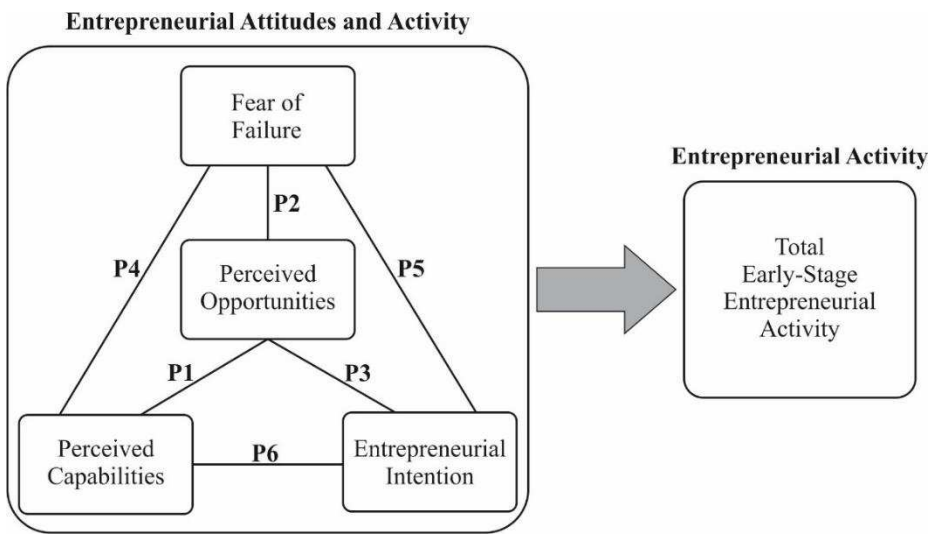 Entrepreneurial Attitudes and Activity
Fear of
Failure
P2
P4
P5
Perceived
Opportunities
P1
P3
Perceived
Capabilities
P6
Entrepreneurial
Intention
Entrepreneurial Activity
Total
Early-Stage
Entrepreneurial
Activity